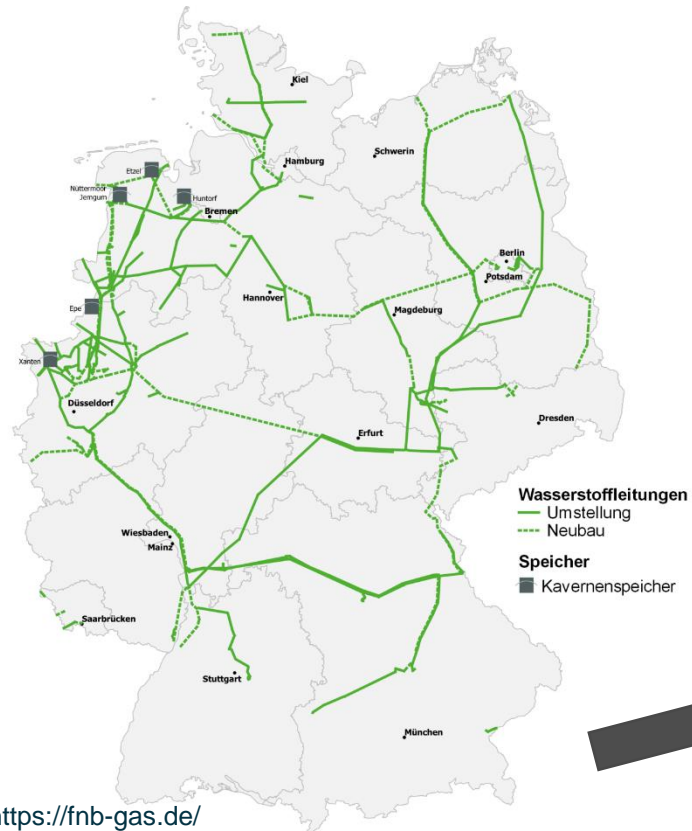 Kiel
Schwerin
Hamburg
Etzel
Nüttermoor
Jemgum
Huntorf
Bremen
Berlin
Potsdam
Hannover
Magdeburg
Epe
Xanten
Düsseldorf
Erfurt
Dresden
Wasserstoffleitungen
Umstellung
Neubau
Speicher
Kavernenspeicher
Wiesbaden
Mainz
Saarbrücken
Stuttgart
München
https://fnb-gas.de/